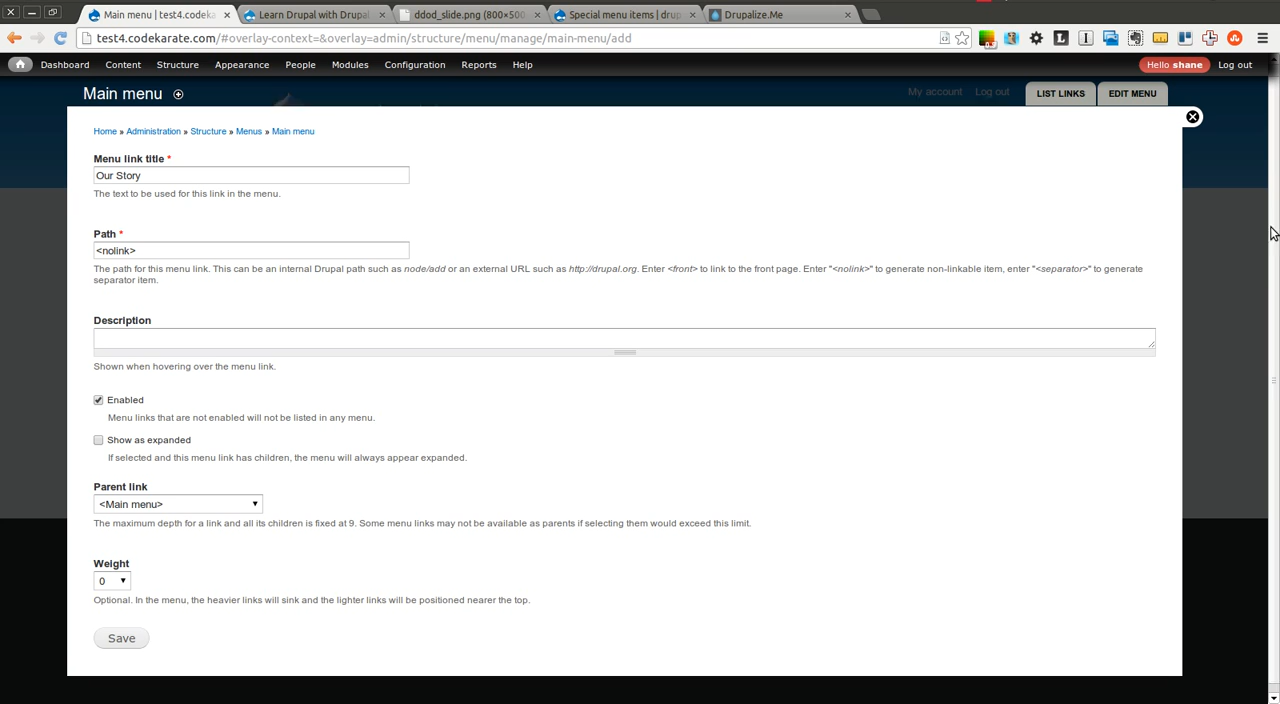 Main menu | test4.codeka
Learn Drupal with Drupal
ddod_slide.png (800×500
Special menu items | drup
Drupalize.Me
test4.codekarate.com/#overlay-context=&overlay=admin/structure/menu/manage/main-menu/add
Dashboard Content Structure Appearance People Modules Configuration Reports Help Hello shane Log out
Main menu My account Log out LIST LINKS EDIT MENU
Home » Administration » Structure » Menus » Main menu
Menu link title *
Our Story
The text to be used for this link in the menu.
Path *
<nolink>
The path for this menu link. This can be an internal Drupal path such as node/add or an external URL such as http://drupal.org. Enter <front> to link to the front page. Enter "<nolink>" to generate non-linkable item, enter "<separator>" to generate
separator item.
Description
Shown when hovering over the menu link.
Enabled
Menu links that are not enabled will not be listed in any menu.
Show as expanded
If selected and this menu link has children, the menu will always appear expanded.
Parent link
<Main menu>
The maximum depth for a link and all its children is fixed at 9. Some menu links may not be available as parents if selecting them would exceed this limit.
Weight
0
Optional. In the menu, the heavier links will sink and the lighter links will be positioned nearer the top.
Save